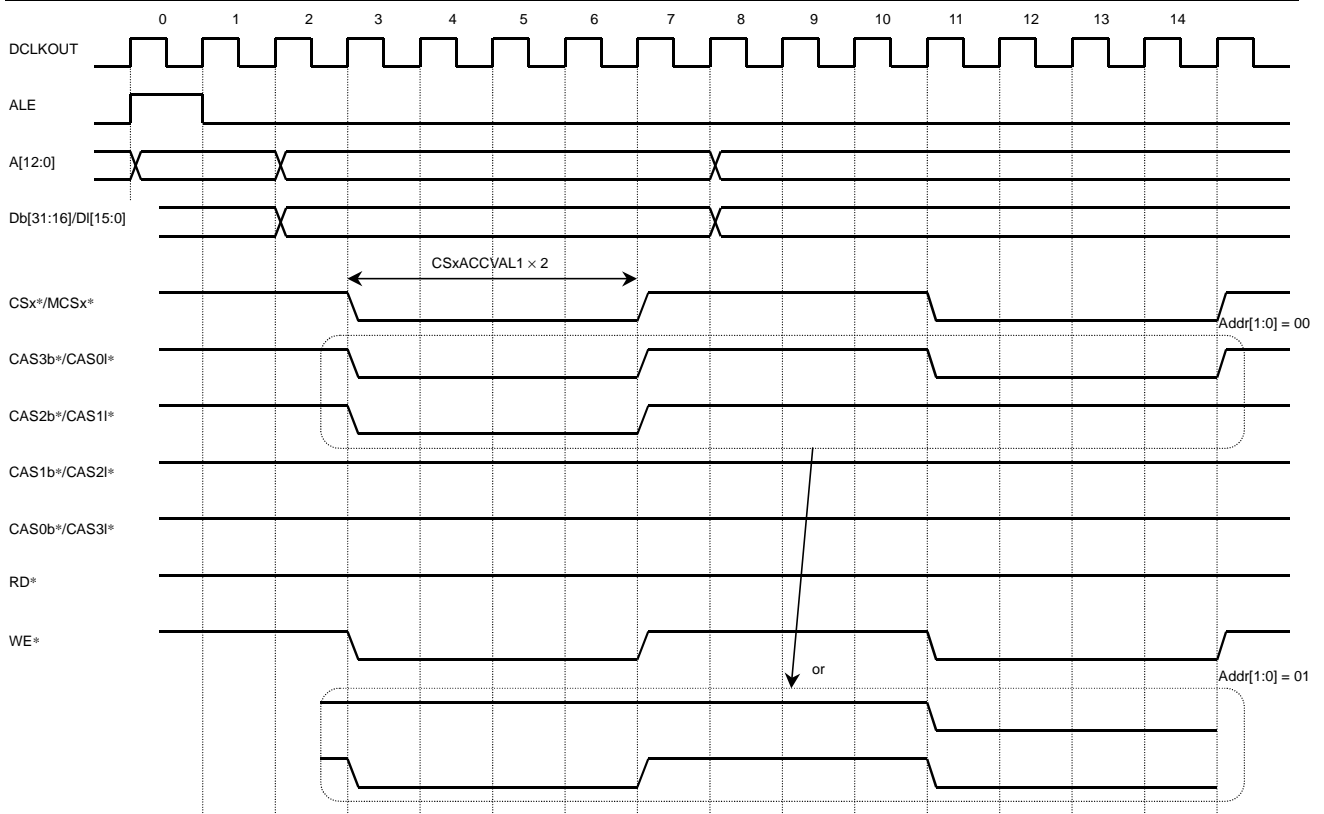 0 1 2 3 4 5 6 7 8 9 10 11 12 13 14
DCLKOUT
ALE
A[12:0]
Db[31:16]/Dl[15:0]
CSxACCVAL1 × 2
CSx*/MCSx*
Addr[1:0] = 00
CAS3b*/CAS0l*
CAS2b*/CAS1l*
CAS1b*/CAS2l*
CAS0b*/CAS3l*
RD*
WE*
or
Addr[1:0] = 01